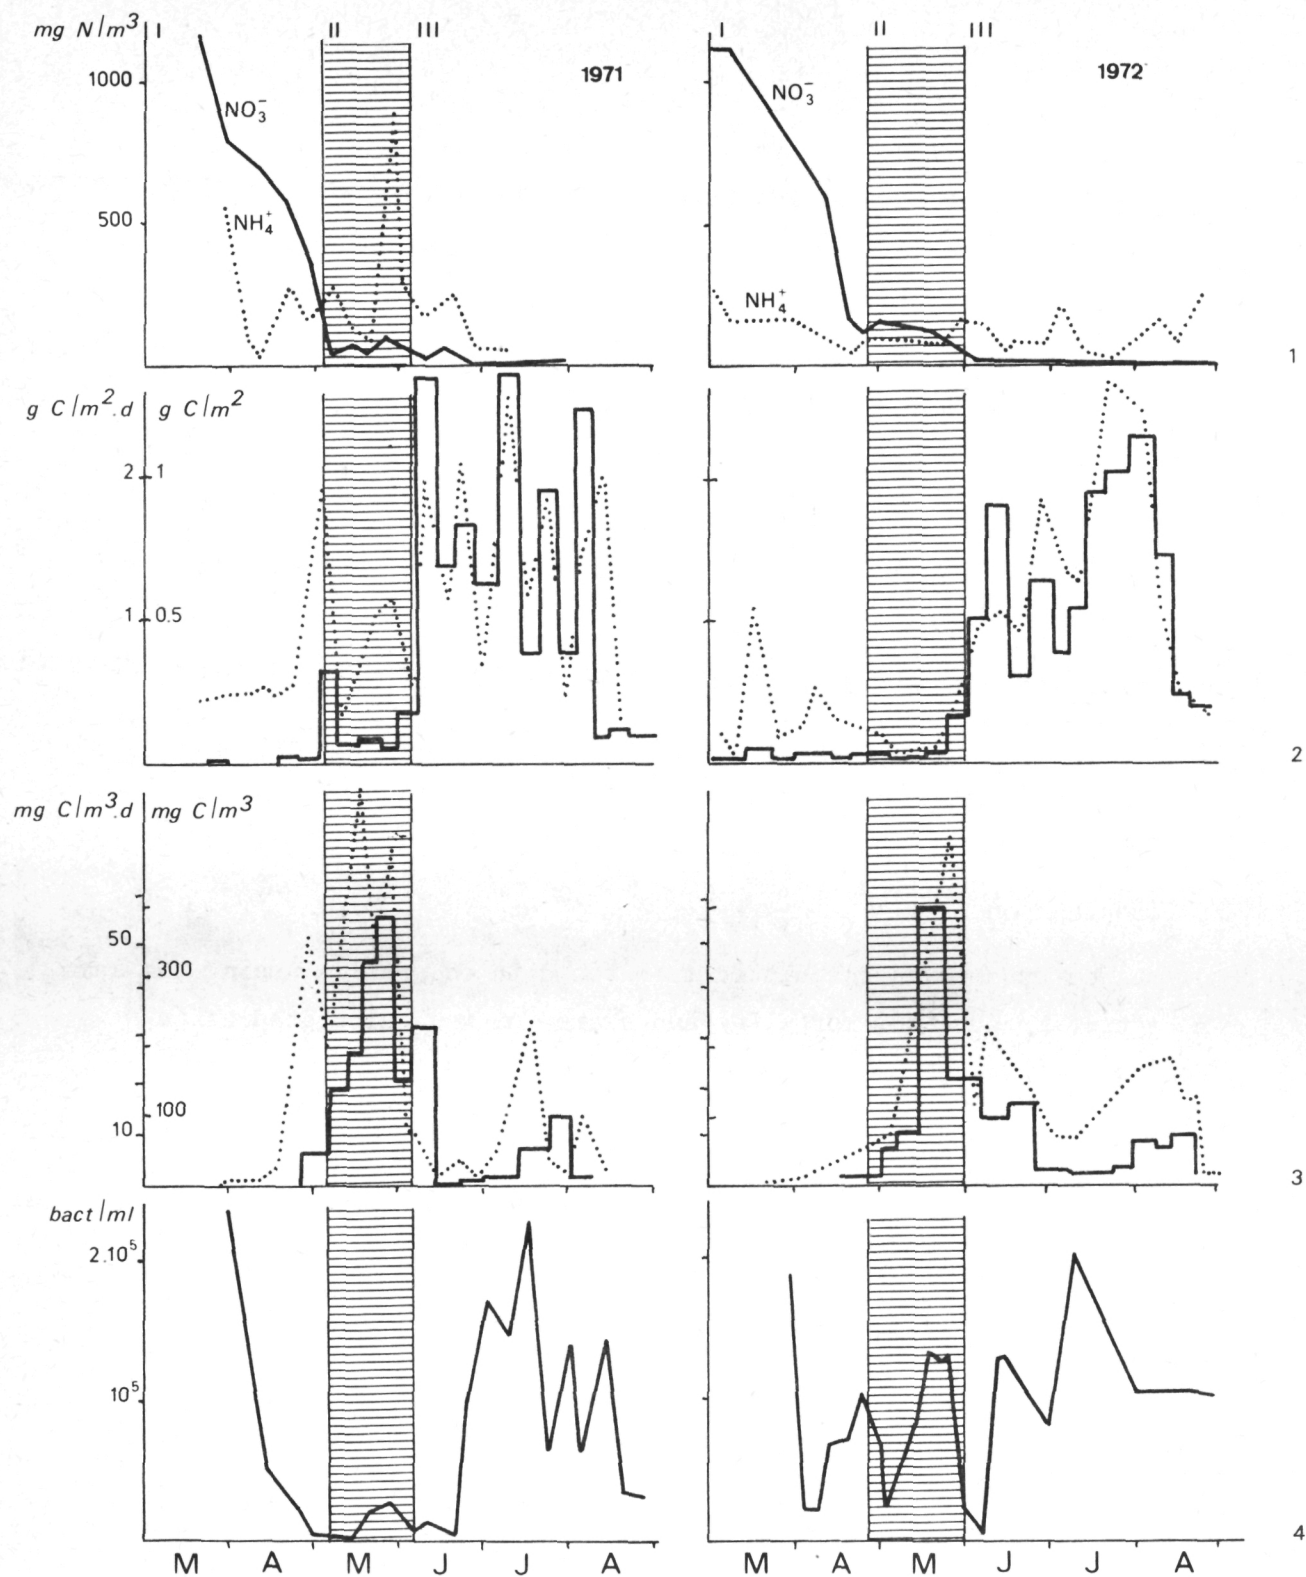 mg N/m³ I II III I II III
1000 1971 1972
NO₃⁻ NO₃⁻
500 NH₄⁺ NH₄⁺
1
g C/m².d g C/m²
2 1
1 0.5
2
mg C/m³.d mg C/m³
50
300
100
10
3
bact/ml
2.10⁵
10⁵
4
M A M J J A M A M J J A